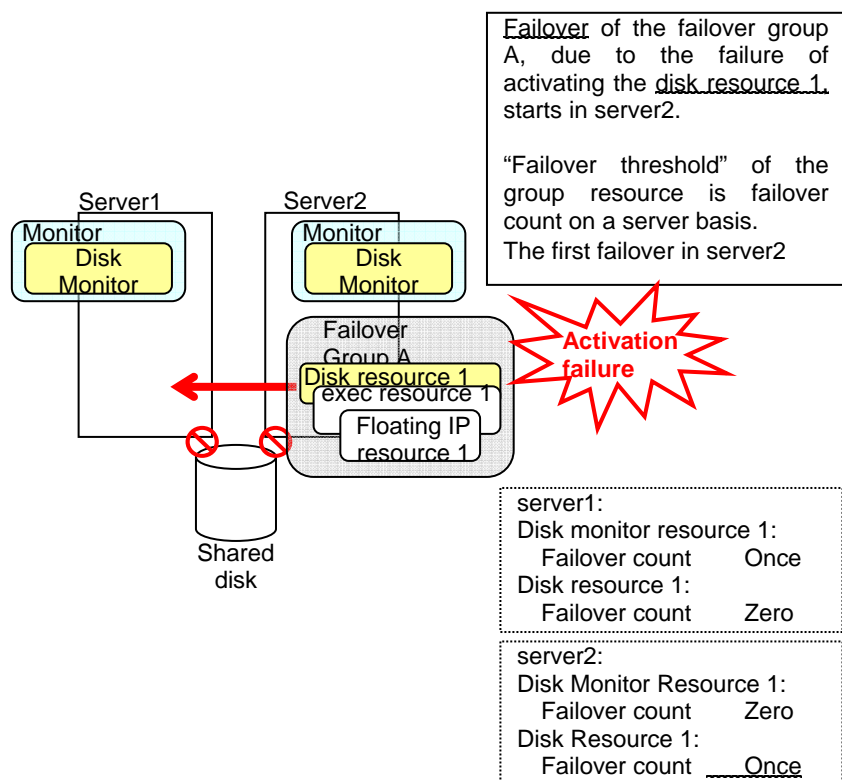 Failover of the failover group
A, due to the failure of
activating the disk resource 1,
starts in server2.
“Failover threshold” of the
group resource is failover
count on a server basis.
The first failover in server2
Server1
Server2
Monitor
Disk
Monitor
Monitor
Disk
Monitor
Failover
Group A
Disk resource 1
exec resource 1
Floating IP
resource 1
Activation
failure
Shared
disk
server1:
Disk monitor resource 1:
Failover count Once
Disk resource 1:
Failover count Zero
server2:
Disk Monitor Resource 1:
Failover count Zero
Disk Resource 1:
Failover count Once